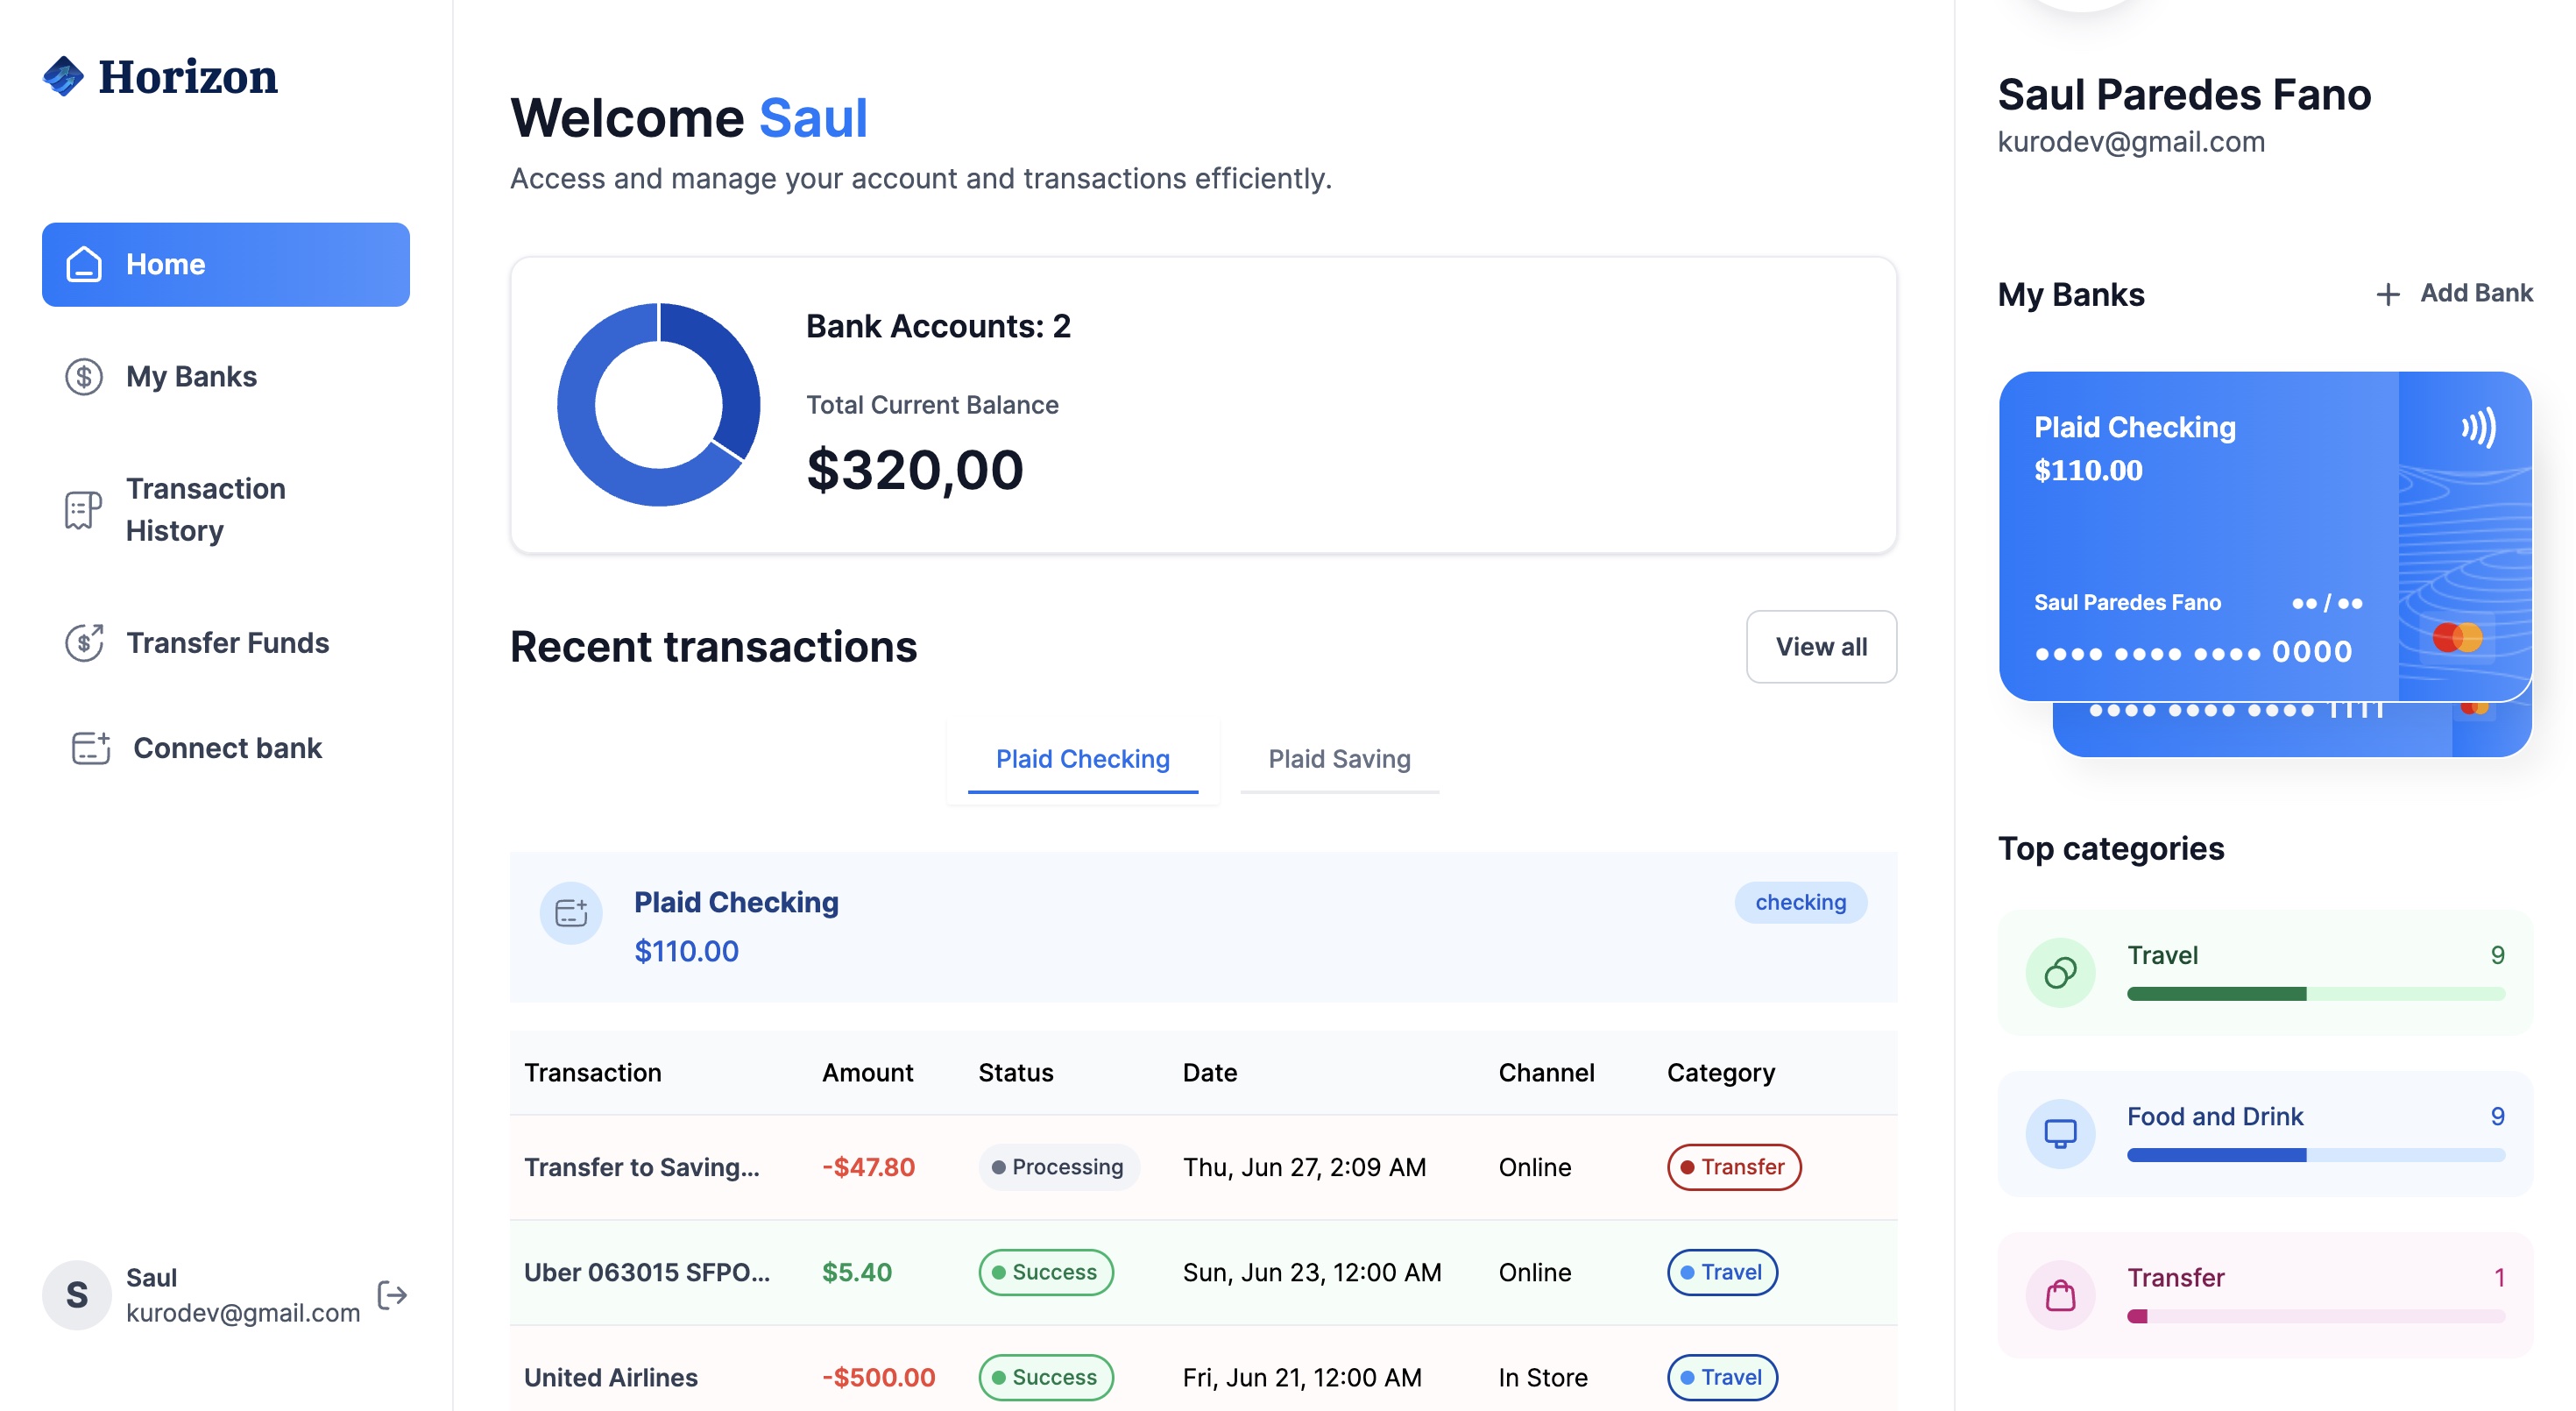 Horizon
Home
My Banks
Transaction
History
Transfer Funds
Connect bank
S
Saul
kurodev@gmail.com
Welcome Saul
Access and manage your account and transactions efficiently.
Bank Accounts: 2
Total Current Balance
$320,00
Recent transactions
View all
Plaid Checking
Plaid Saving
Plaid Checking
$110.00
checking
Transaction Amount Status Date Channel Category
Transfer to Saving... -$47.80 Processing Thu, Jun 27, 2:09 AM Online Transfer
Uber 063015 SFPO... $5.40 Success Sun, Jun 23, 12:00 AM Online Travel
United Airlines -$500.00 Success Fri, Jun 21, 12:00 AM In Store Travel
Saul Paredes Fano
kurodev@gmail.com
My Banks
+ Add Bank
Plaid Checking
$110.00
Saul Paredes Fano ●● / ●●
●●●● ●●●● ●●●● 0000
●●●● ●●●● ●●●● 1111
Top categories
Travel 9
Food and Drink 9
Transfer 1